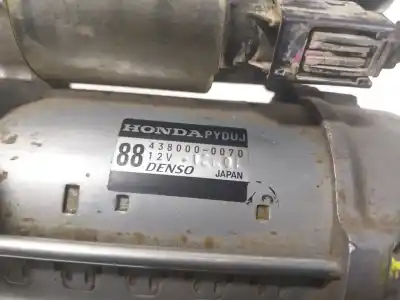 HONDA PYDUJ
88 438000-0070
12V
DENSO JAPAN